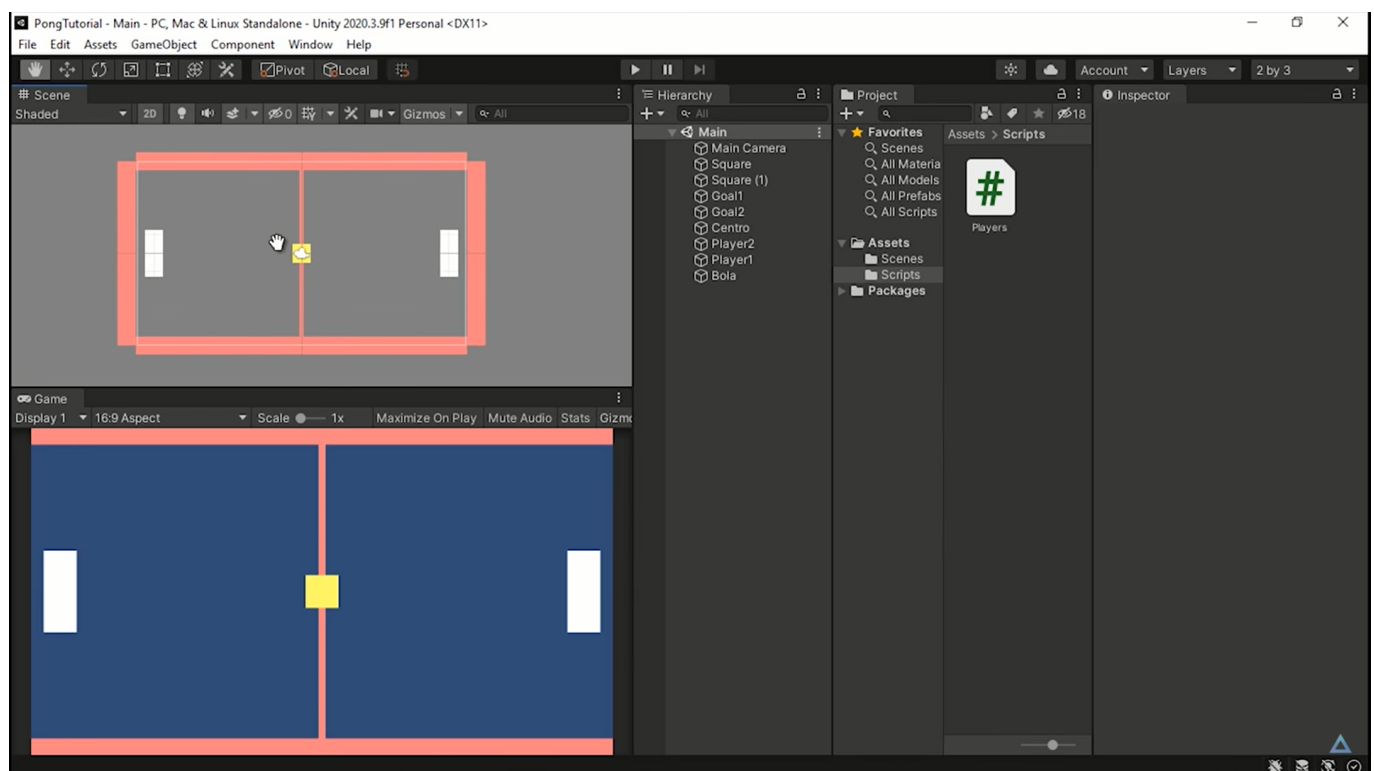 PongTutorial - Main - PC, Mac & Linux Standalone - Unity 2020.3.9f1 Personal <DX11>
File Edit Assets GameObject Component Window Help
Pivot Local Account Layers 2 by 3
Scene
Shaded 2D 0 Gizmos All
Hierarchy
All
Main
Main Camera
Square
Square (1)
Goal1
Goal2
Centro
Player2
Player1
Bola
Project
18
Favorites
Scenes
All Materia
All Models
All Prefabs
All Scripts
Assets
Scenes
Scripts
Packages
Assets > Scripts
#
Players
Inspector
Game
Display 1 16:9 Aspect Scale 1x Maximize On Play Mute Audio Stats Gizmo